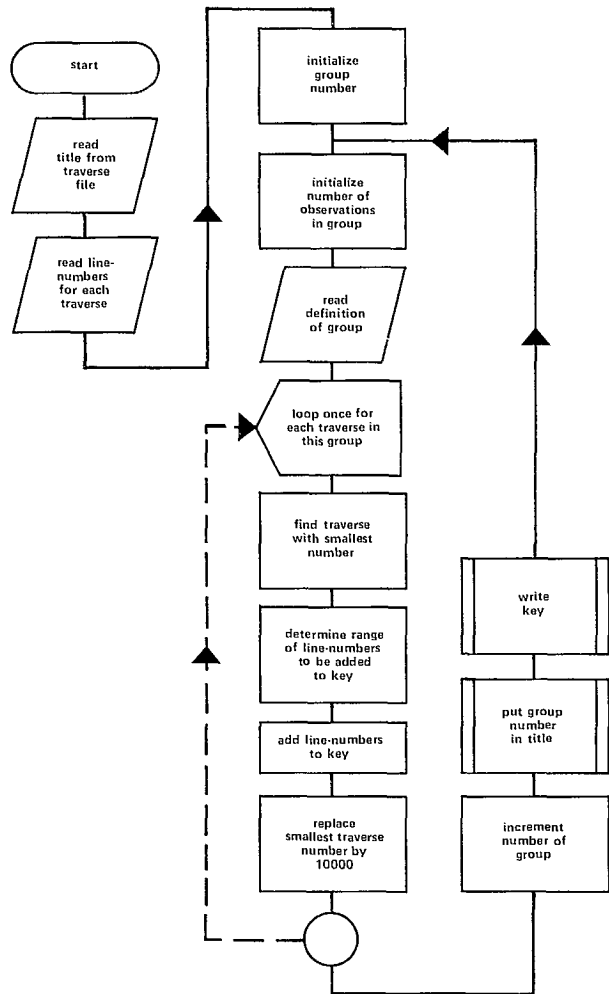 start
read
title from
traverse
file
read line-
numbers
for each
traverse
initialize
group
number
initialize
number of
observations
in group
read
definition
of group
loop once for
each traverse in
this group
find traverse
with smallest
number
determine range
of line-numbers
to be added
to key
add line-numbers
to key
replace
smallest traverse
number by
10000
increment
number of
group
put group
number
in title
write
key